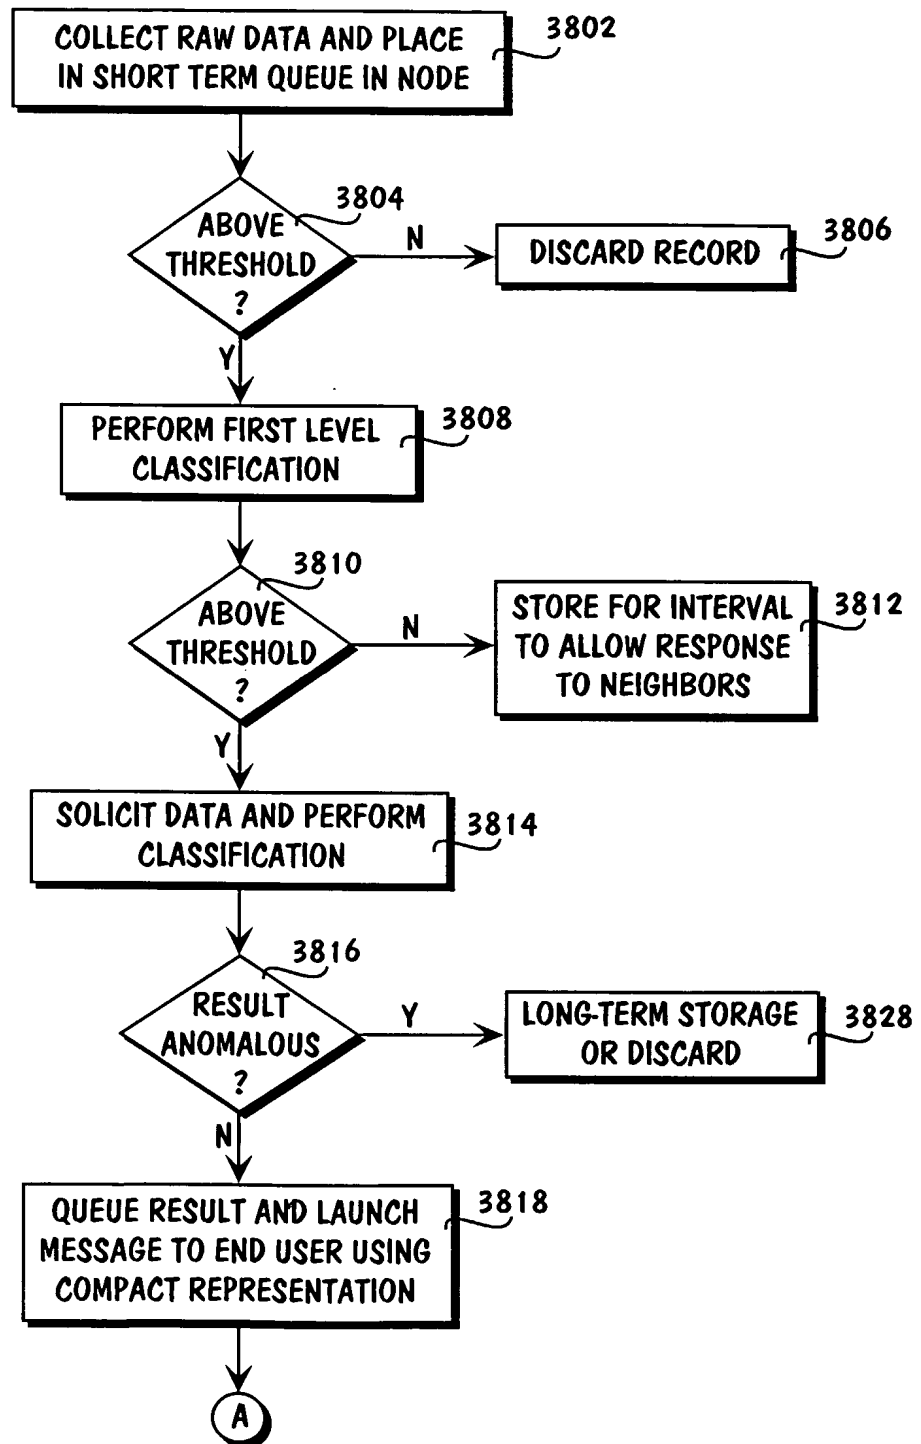 COLLECT RAW DATA AND PLACE
IN SHORT TERM QUEUE IN NODE
3802
3804
ABOVE
THRESHOLD
?
N
DISCARD RECORD
3806
Y
PERFORM FIRST LEVEL
CLASSIFICATION
3808
3810
ABOVE
THRESHOLD
?
N
STORE FOR INTERVAL
TO ALLOW RESPONSE
TO NEIGHBORS
3812
Y
SOLICIT DATA AND PERFORM
CLASSIFICATION
3814
3816
RESULT
ANOMALOUS
?
Y
LONG-TERM STORAGE
OR DISCARD
3828
N
QUEUE RESULT AND LAUNCH
MESSAGE TO END USER USING
COMPACT REPRESENTATION
3818
A